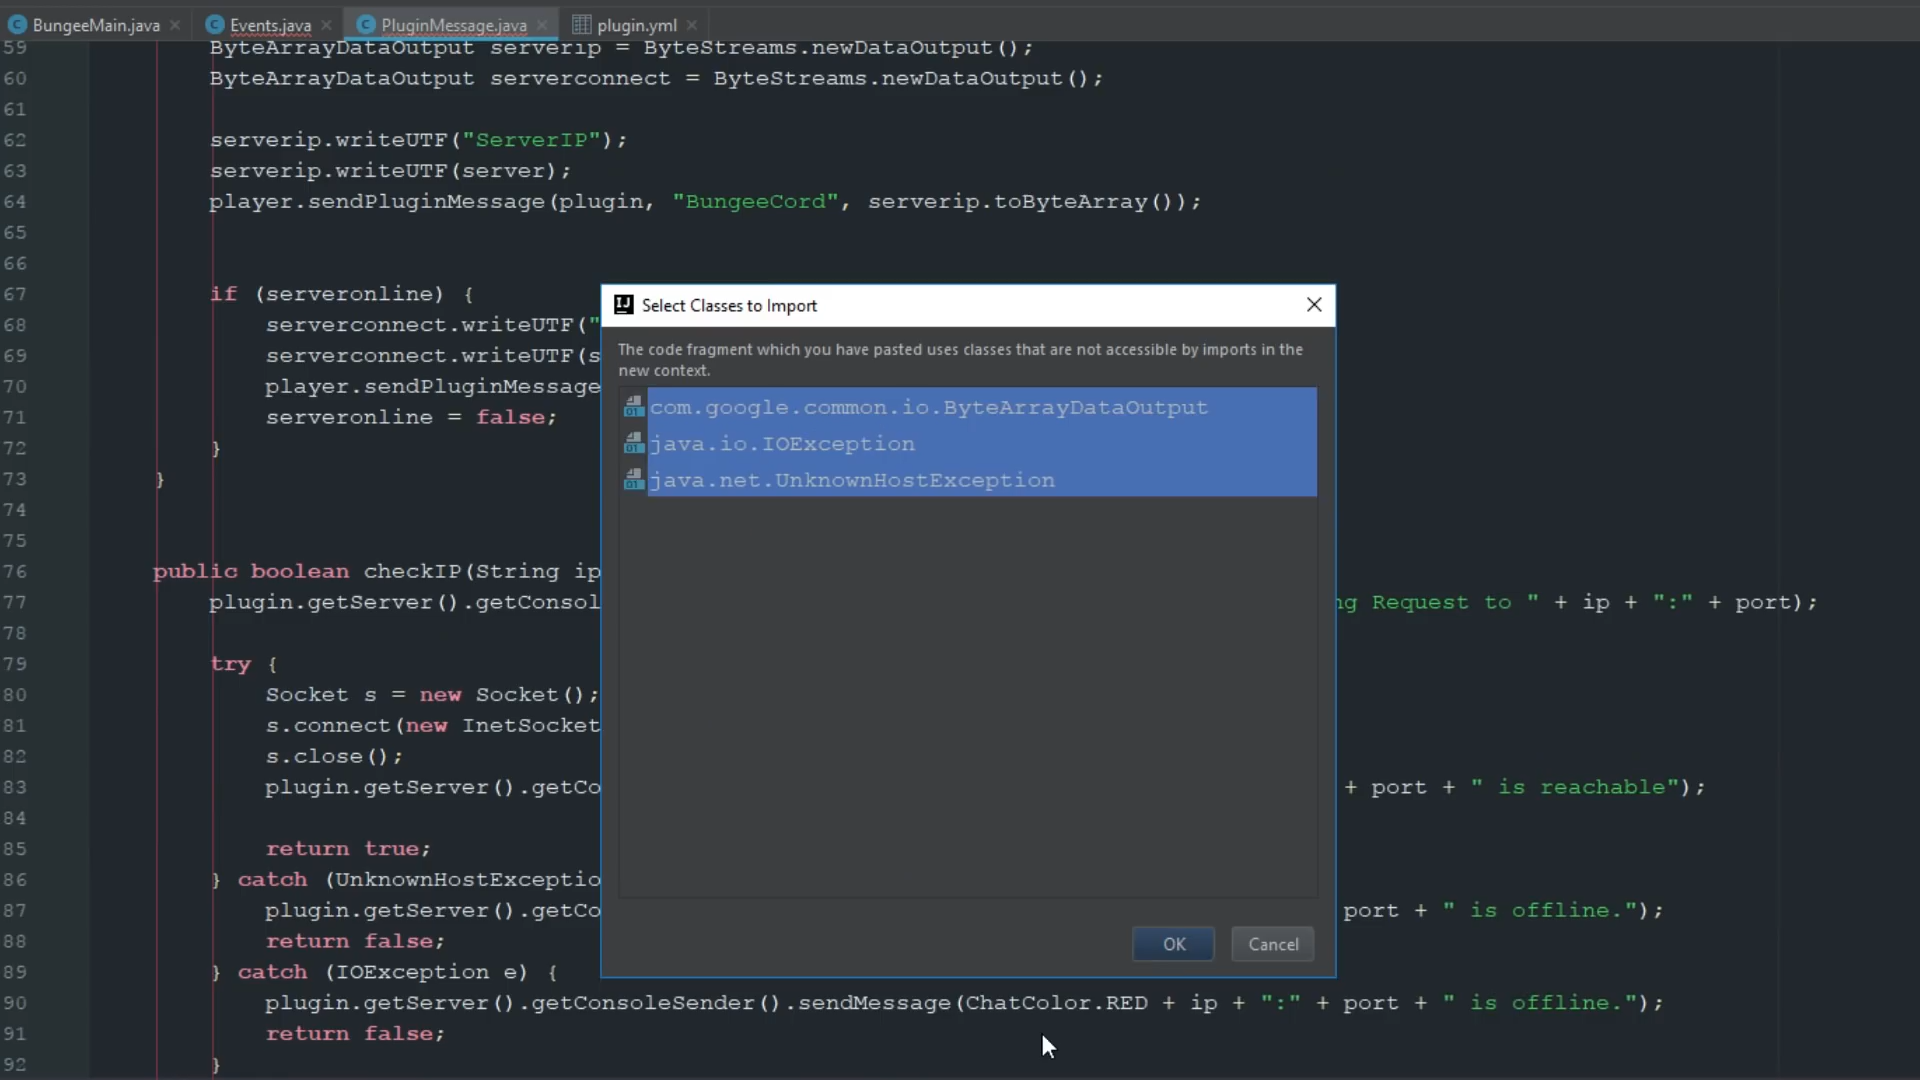 BungeeMain.java
Events.java
PluginMessage.java
plugin.yml
59 ByteArrayDataOutput serverip = ByteStreams.newDataOutput();
60 ByteArrayDataOutput serverconnect = ByteStreams.newDataOutput();
61
62 serverip.writeUTF("ServerIP");
63 serverip.writeUTF(server);
64 player.sendPluginMessage(plugin, "BungeeCord", serverip.toByteArray());
65
66
67 if (serveronline) {
68 serverconnect.writeUTF("
69 serverconnect.writeUTF(s
70 player.sendPluginMessage
71 serveronline = false;
72 }
73 }
74
75
76 public boolean checkIP(String ip
77 plugin.getServer().getConsol ng Request to " + ip + ":" + port);
78
79 try {
80 Socket s = new Socket();
81 s.connect(new InetSocket
82 s.close();
83 plugin.getServer().getCo + port + " is reachable");
84
85 return true;
86 } catch (UnknownHostExceptio
87 plugin.getServer().getCo port + " is offline.");
88 return false;
89 } catch (IOException e) {
90 plugin.getServer().getConsoleSender().sendMessage(ChatColor.RED + ip + ":" + port + " is offline.");
91 return false;
92 }
IJ Select Classes to Import
The code fragment which you have pasted uses classes that are not accessible by imports in the
new context.
com.google.common.io.ByteArrayDataOutput
java.io.IOException
java.net.UnknownHostException
OK
Cancel